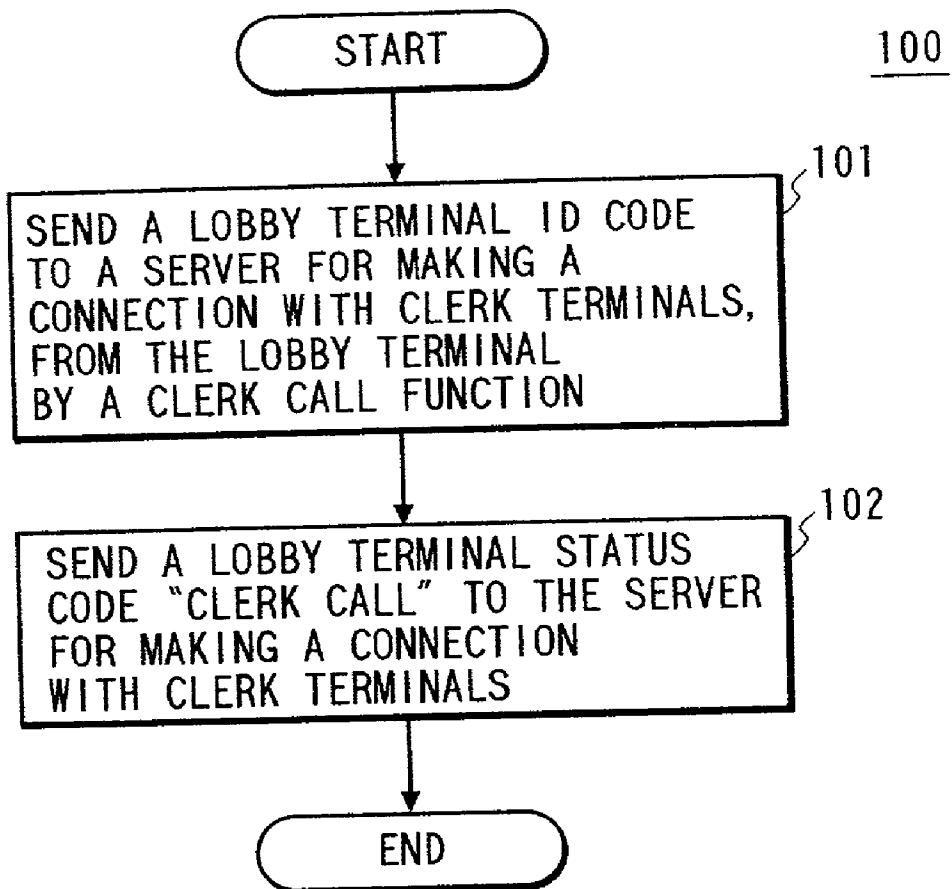 START
100
101
SEND A LOBBY TERMINAL ID CODE
TO A SERVER FOR MAKING A
CONNECTION WITH CLERK TERMINALS,
FROM THE LOBBY TERMINAL
BY A CLERK CALL FUNCTION
102
SEND A LOBBY TERMINAL STATUS
CODE "CLERK CALL" TO THE SERVER
FOR MAKING A CONNECTION
WITH CLERK TERMINALS
END